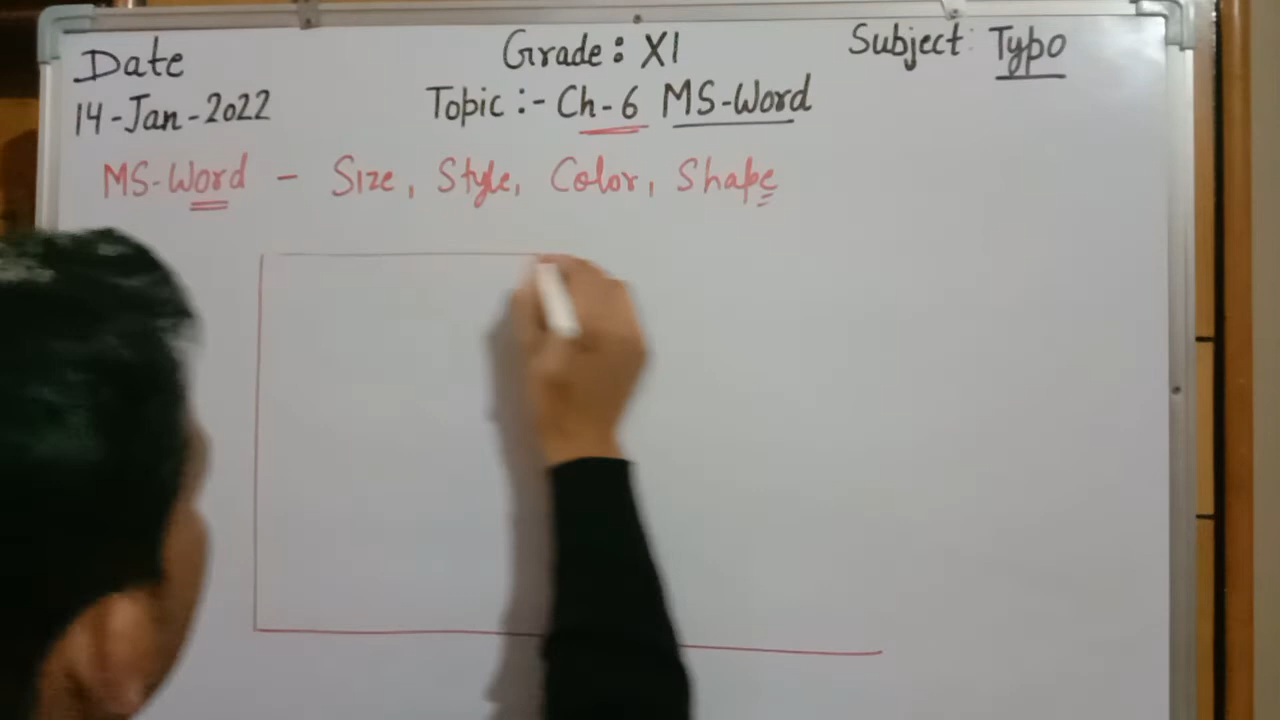 Date
14-Jan-2022
Grade: XI
Topic :- Ch-6 MS-Word
Subject: Typo
MS-Word - Size, Style, Color, Shape